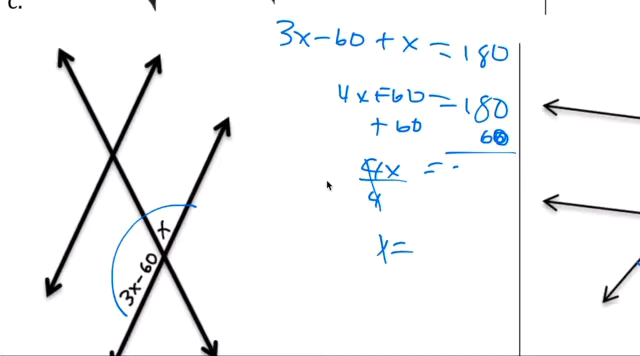 c.
3x-60 + x = 180
4x-60 = 180
+ 60 60
4x =
4
x =
x
3x-60